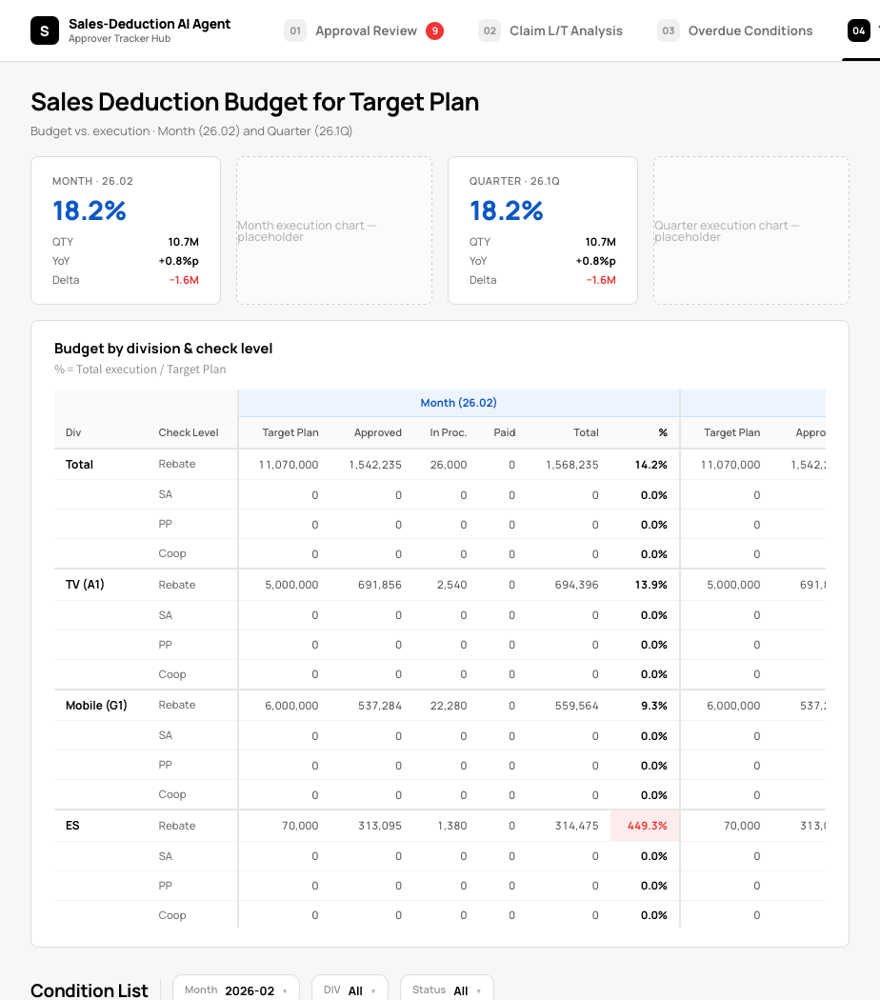 S Sales-Deduction AI Agent
Approver Tracker Hub
01 Approval Review 9 02 Claim L/T Analysis 03 Overdue Conditions 04
Sales Deduction Budget for Target Plan
Budget vs. execution · Month (26.02) and Quarter (26.1Q)
MONTH · 26.02
18.2%
QTY 10.7M
YoY +0.8%p
Delta −1.6M
Month execution chart —
placeholder
QUARTER · 26.1Q
18.2%
QTY 10.7M
YoY +0.8%p
Delta −1.6M
Quarter execution chart —
placeholder
Budget by division & check level
% = Total execution / Target Plan
Month (26.02)
Div Check Level Target Plan Approved In Proc. Paid Total % Target Plan Appro
Total Rebate 11,070,000 1,542,235 26,000 0 1,568,235 14.2% 11,070,000 1,542,2
SA 0 0 0 0 0 0.0% 0
PP 0 0 0 0 0 0.0% 0
Coop 0 0 0 0 0 0.0% 0
TV (A1) Rebate 5,000,000 691,856 2,540 0 694,396 13.9% 5,000,000 691,8
SA 0 0 0 0 0 0.0% 0
PP 0 0 0 0 0 0.0% 0
Coop 0 0 0 0 0 0.0% 0
Mobile (G1) Rebate 6,000,000 537,284 22,280 0 559,564 9.3% 6,000,000 537,2
SA 0 0 0 0 0 0.0% 0
PP 0 0 0 0 0 0.0% 0
Coop 0 0 0 0 0 0.0% 0
ES Rebate 70,000 313,095 1,380 0 314,475 449.3% 70,000 313,0
SA 0 0 0 0 0 0.0% 0
PP 0 0 0 0 0 0.0% 0
Coop 0 0 0 0 0 0.0% 0
Condition List Month 2026-02 DIV All Status All